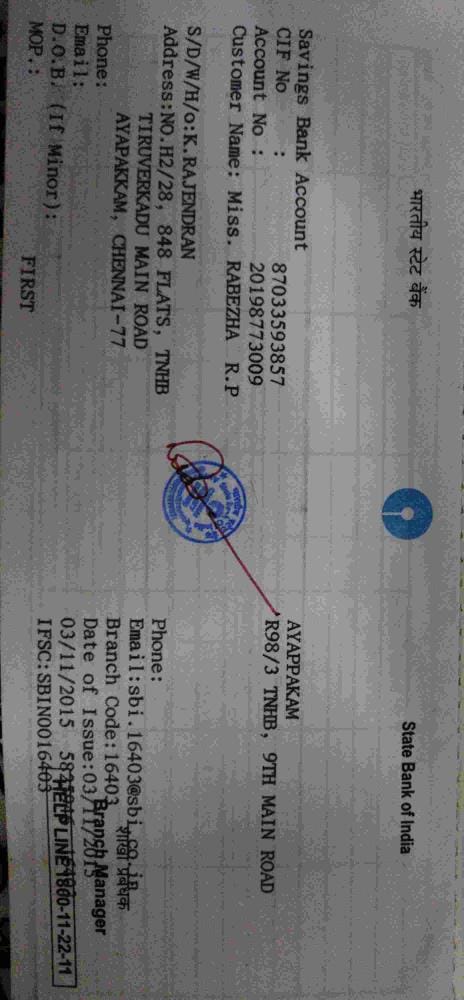 भारतीय स्टेट बैंक
State Bank of India
Savings Bank Account
CIF No : 87033593857
Account No : 20198773009
Customer Name: Miss. RABEZHA R.P
S/D/W/H/o:K.RAJENDRAN
Address:NO.H2/28, 848 FLATS, TNHB
TIRUVERKADU MAIN ROAD
AYAPAKKAM, CHENNAI-77
Phone:
Email:
D.O.B. (If Minor):
MOP.: FIRST
AYAPPAKAM
R98/3 TNHB, 9TH MAIN ROAD
Phone:
Email:sbi.16403@sbi.co.in
Branch Code:16403
शाखा प्रबंधक
Date of Issue:03/11/2015
Branch Manager
03/11/2015
IFSC:SBIN0016403
HELP LINE 1800-11-22-11